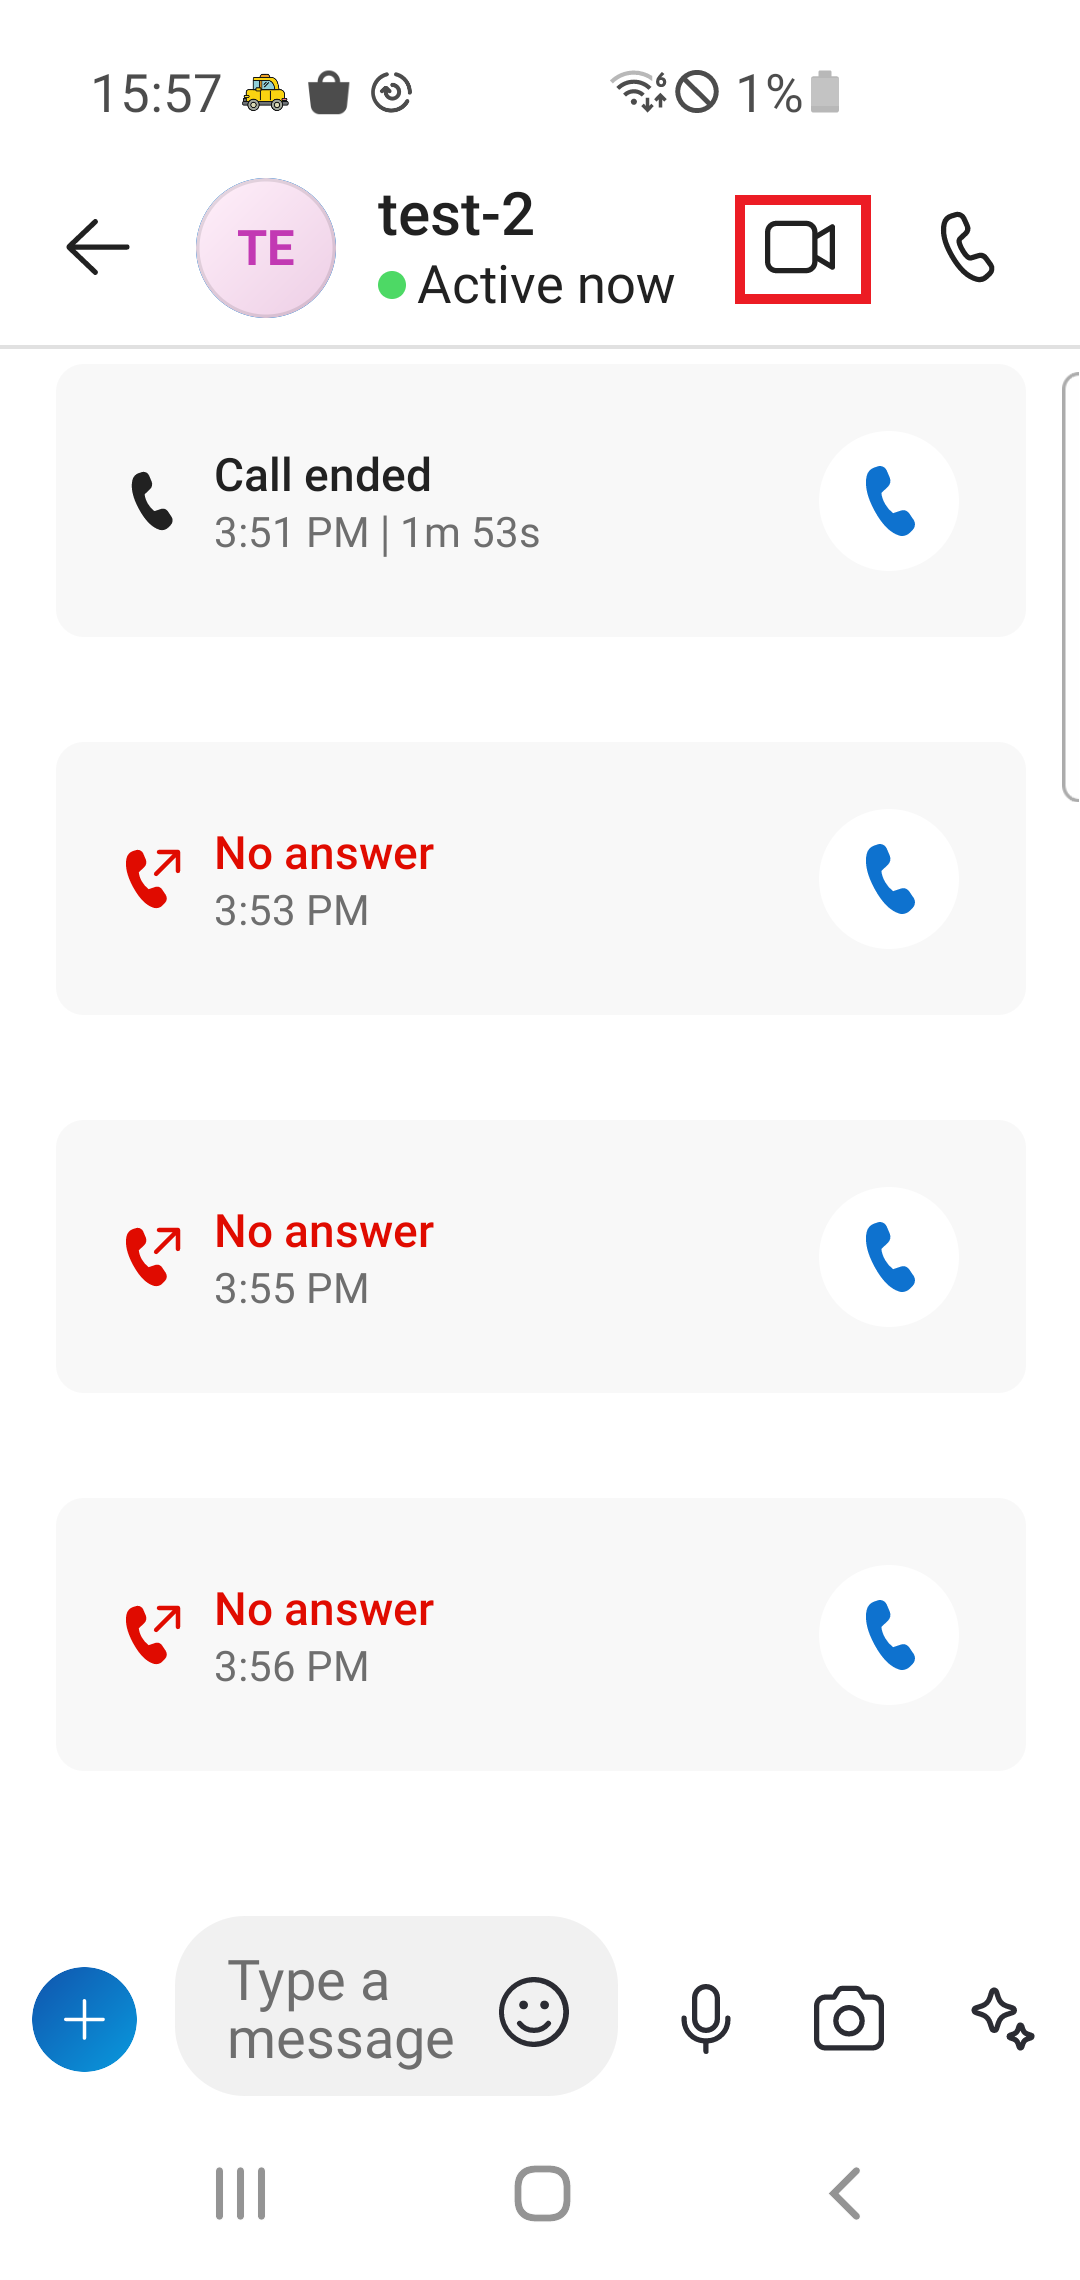 15:57
6
1%
TE
test-2
Active now
Call ended
3:51 PM | 1m 53s
No answer
3:53 PM
No answer
3:55 PM
No answer
3:56 PM
Type a
message